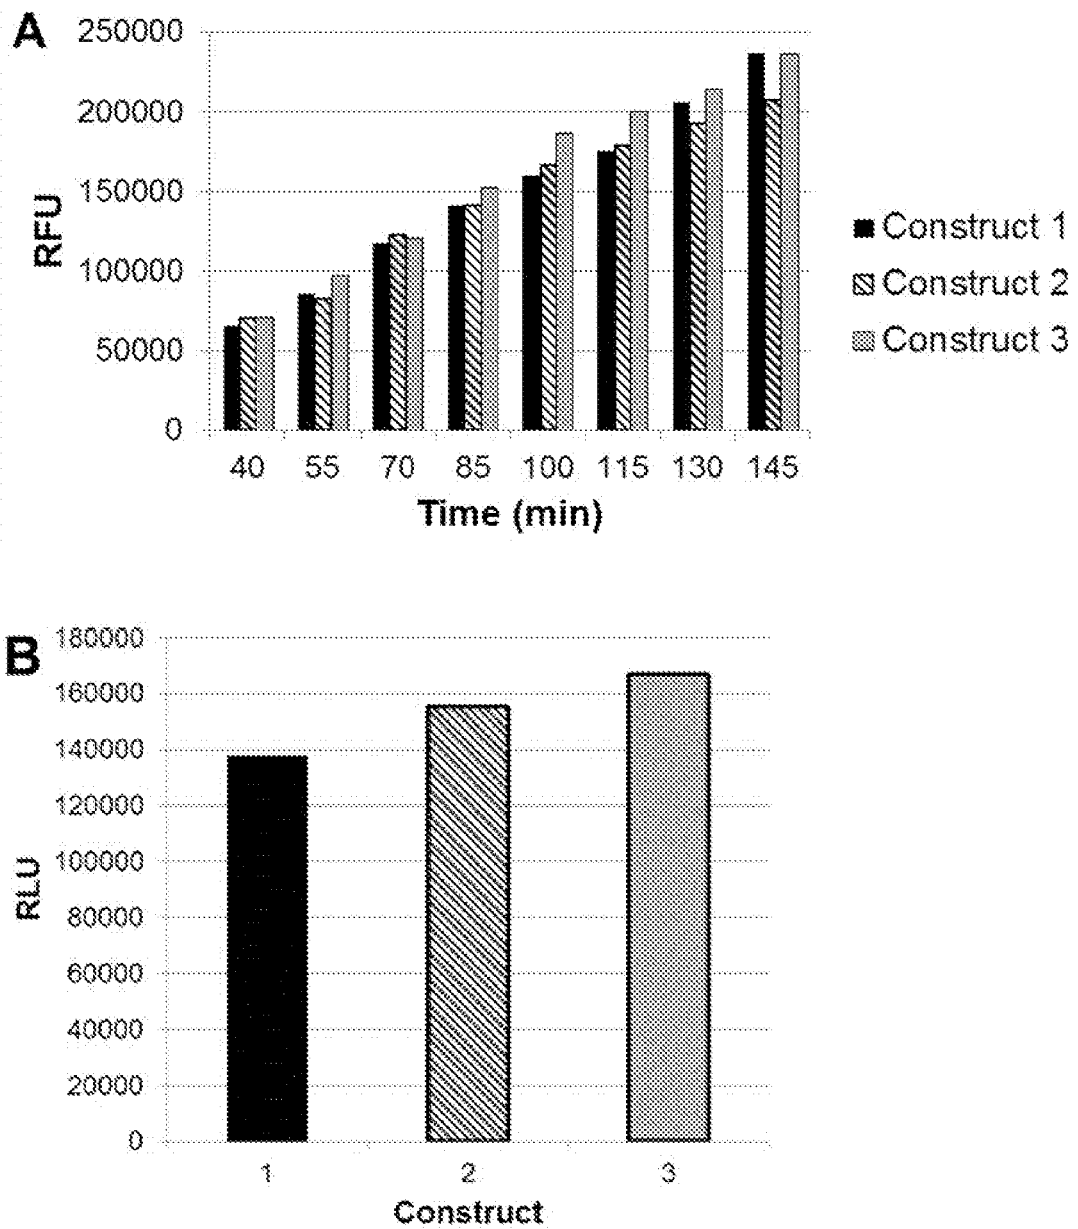 A
250000
200000
150000
100000
50000
0
RFU
40 55 70 85 100 115 130 145
Time (min)
Construct 1
Construct 2
Construct 3
B
180000
160000
140000
120000
100000
80000
60000
40000
20000
0
RLU
1 2 3
Construct